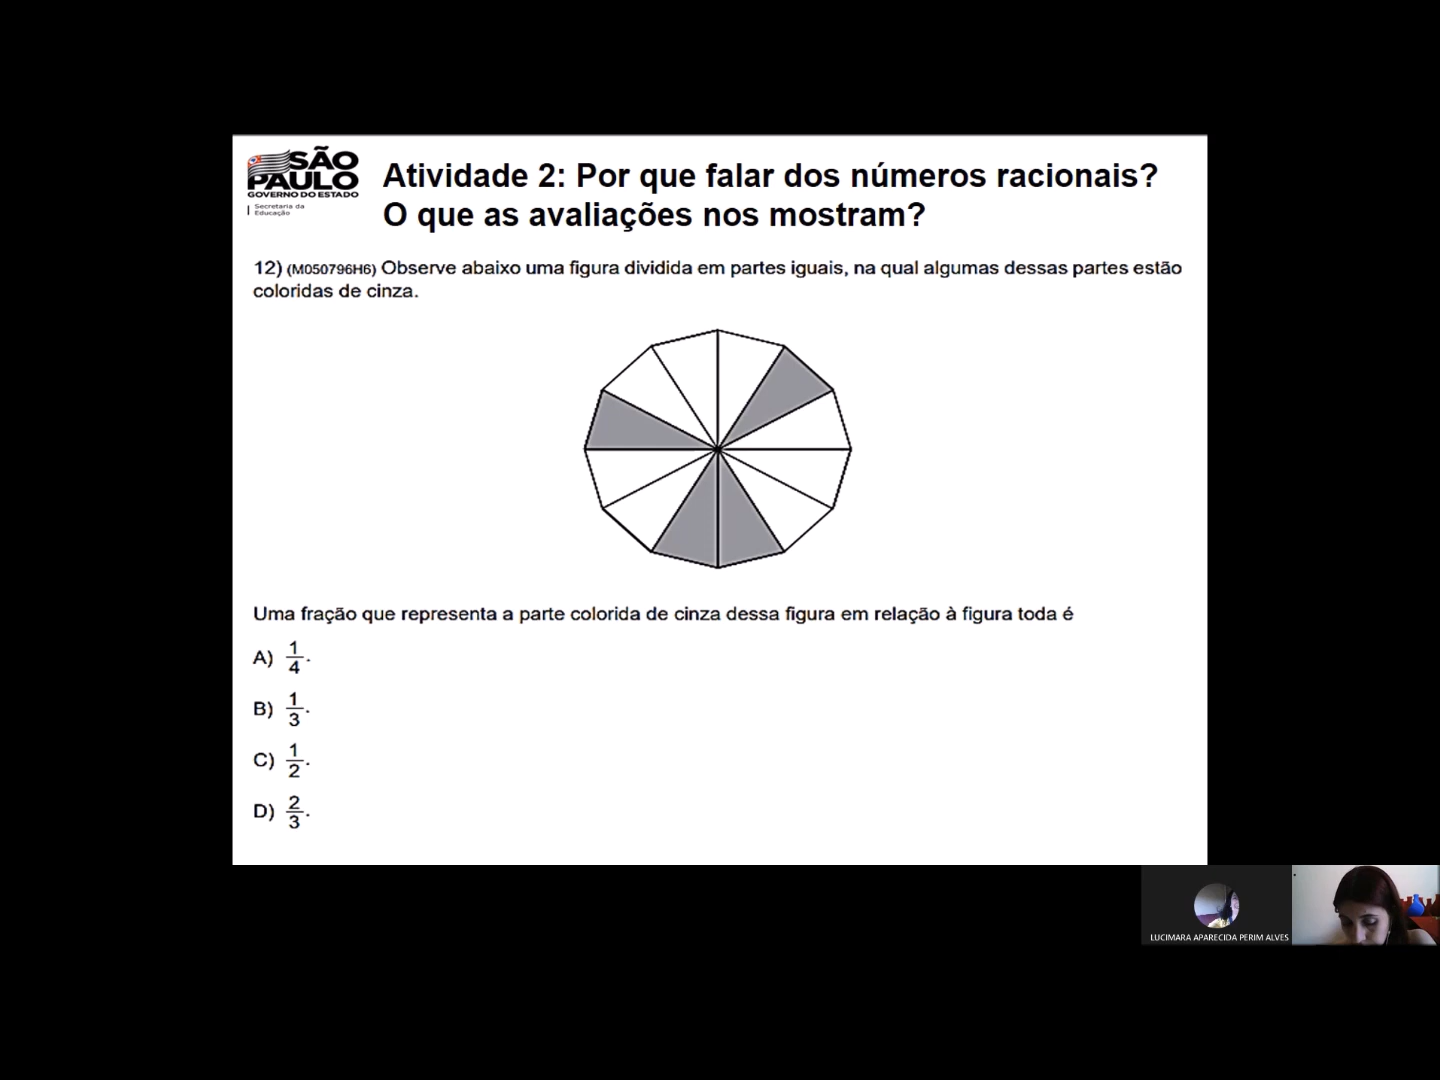 SÃO
PAULO
GOVERNO DO ESTADO
Secretaria da
Educação
Atividade 2: Por que falar dos números racionais?
O que as avaliações nos mostram?
12) (M050796H6) Observe abaixo uma figura dividida em partes iguais, na qual algumas dessas partes estão
coloridas de cinza.
Uma fração que representa a parte colorida de cinza dessa figura em relação à figura toda é
A) 1/4.
B) 1/3.
C) 1/2.
D) 2/3.
LUCIMARA APARECIDA PERIM ALVES